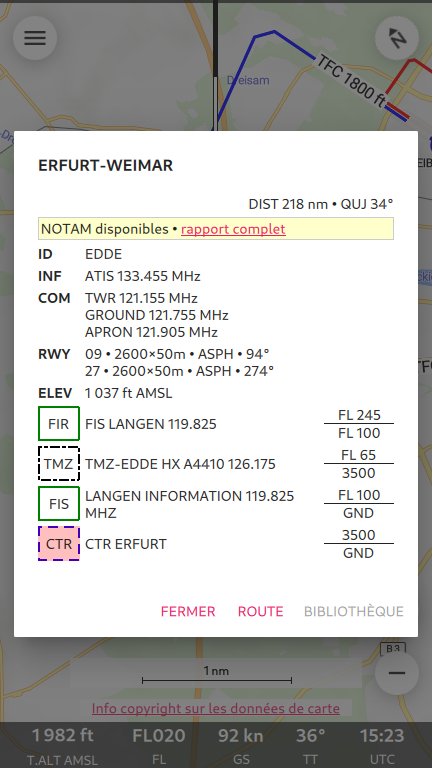 Dreisam
TFC 1800 ft
ERFURT-WEIMAR
DIST 218 nm • QUJ 34°
NOTAM disponibles • rapport complet
ID EDDE
INF ATIS 133.455 MHz
COM TWR 121.155 MHz
GROUND 121.755 MHz
APRON 121.905 MHz
RWY 09 • 2600×50m • ASPH • 94°
27 • 2600×50m • ASPH • 274°
ELEV 1 037 ft AMSL
FIR FIS LANGEN 119.825 FL 245
FL 100
TMZ TMZ-EDDE HX A4410 126.175 FL 65
3500
FIS LANGEN INFORMATION 119.825 MHZ FL 100
GND
CTR CTR ERFURT 3500
GND
FERMER ROUTE BIBLIOTHÈQUE
B 3
1 nm
Info copyright sur les données de carte
1 982 ft FL020 92 kn 36° 15:23
T.ALT AMSL FL GS TT UTC